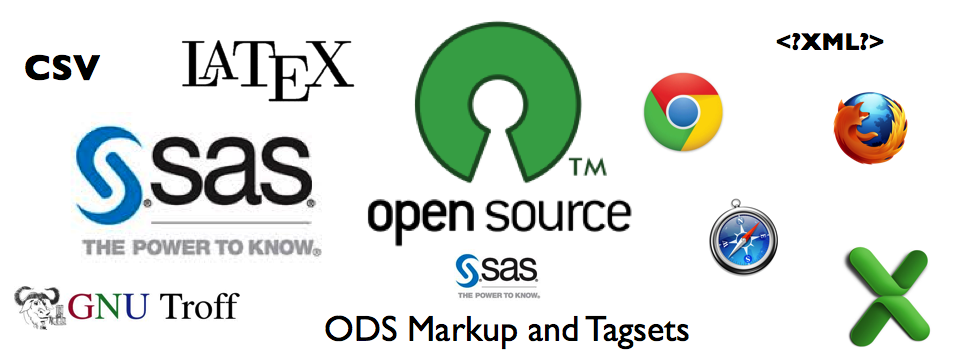 CSV
LATEX
<?XML?>
sas®
THE POWER TO KNOW®
TM
open source
sas®
THE POWER TO KNOW®
GNU Troff
ODS Markup and Tagsets